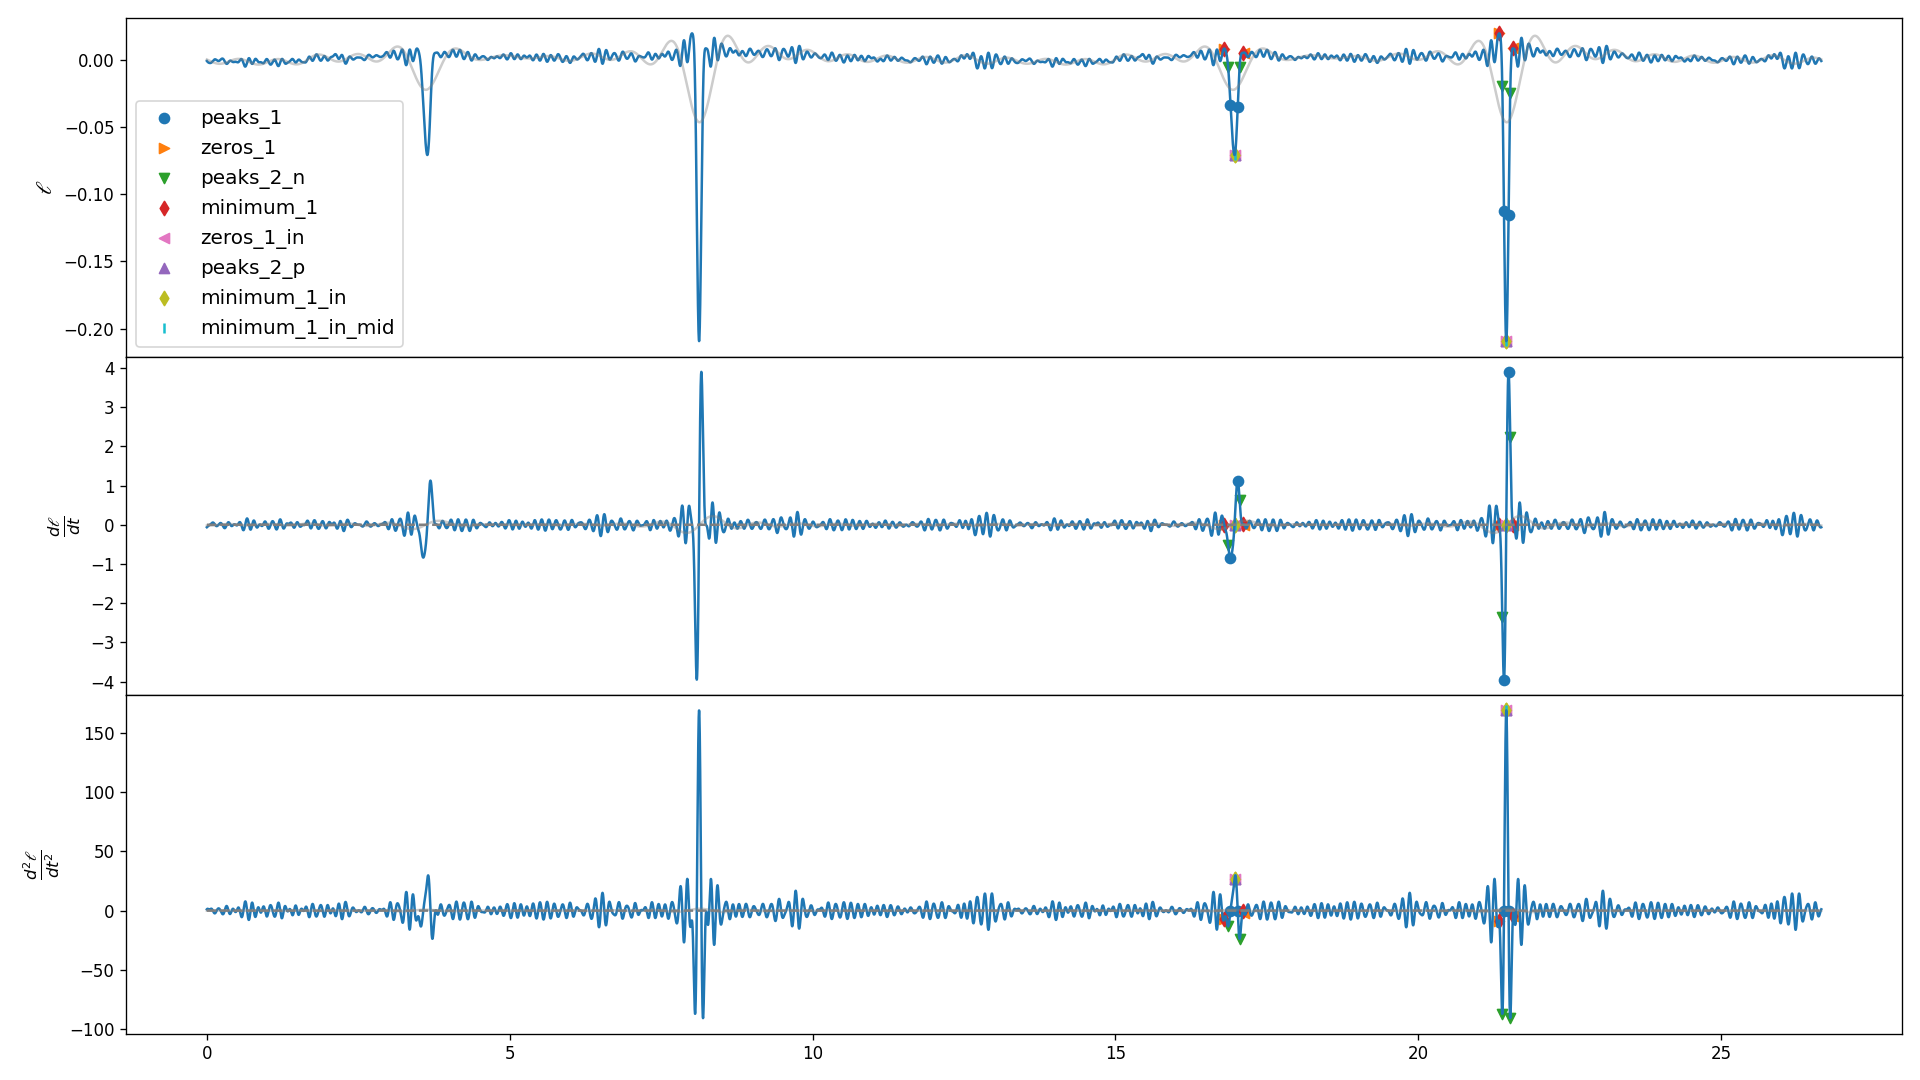 0.00
−0.05
−0.10
−0.15
−0.20
ℓ
peaks_1
zeros_1
peaks_2_n
minimum_1
zeros_1_in
peaks_2_p
minimum_1_in
minimum_1_in_mid
4
3
2
1
0
−1
−2
−3
−4
dℓ
dt
150
100
50
0
−50
−100
d²ℓ
dt²
0 5 10 15 20 25